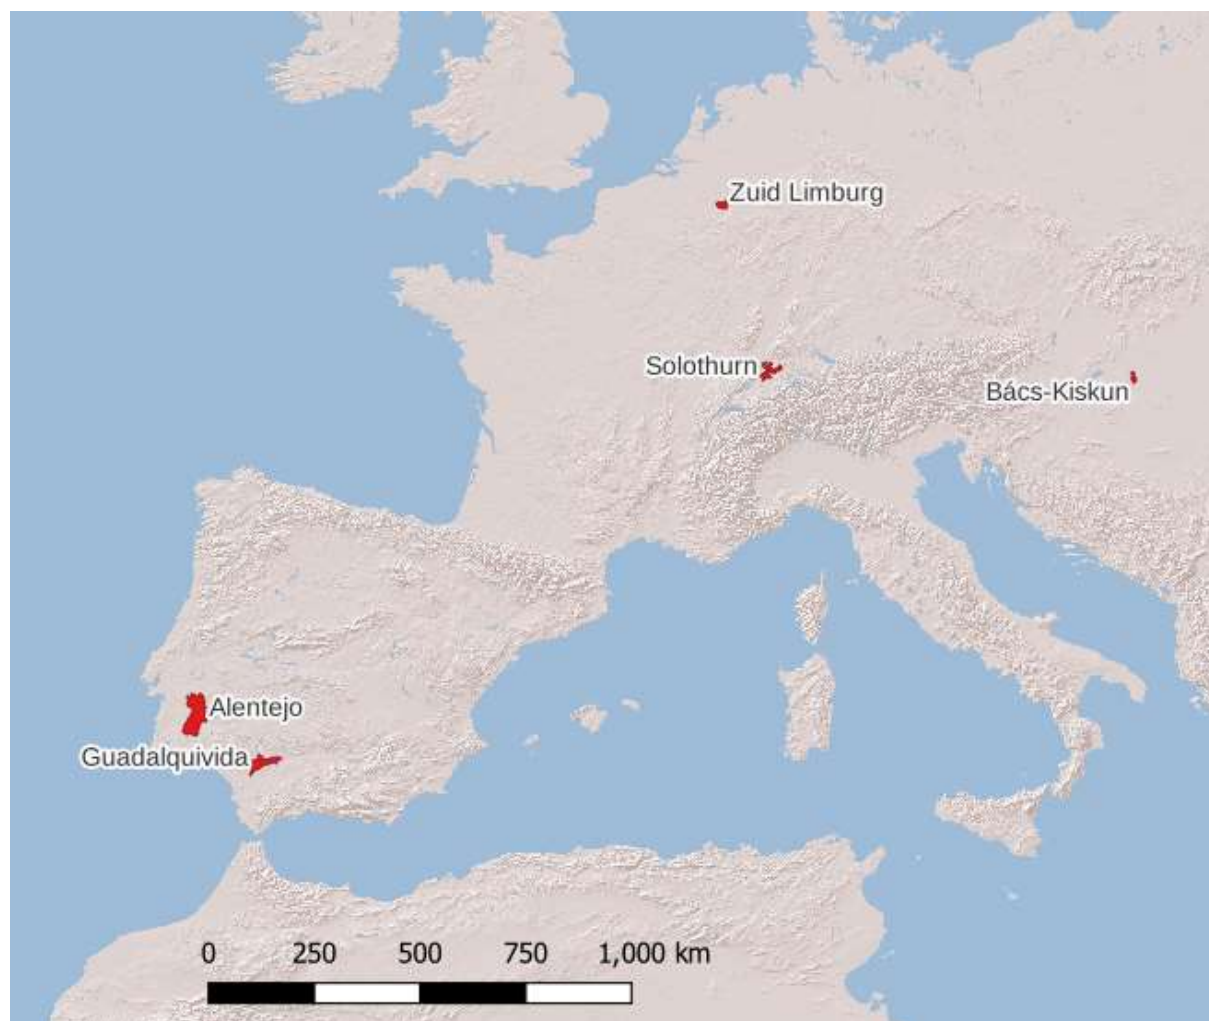 Zuid Limburg
Solothurn
Bács-Kiskun
Alentejo
Guadalquivida
0 250 500 750 1,000 km